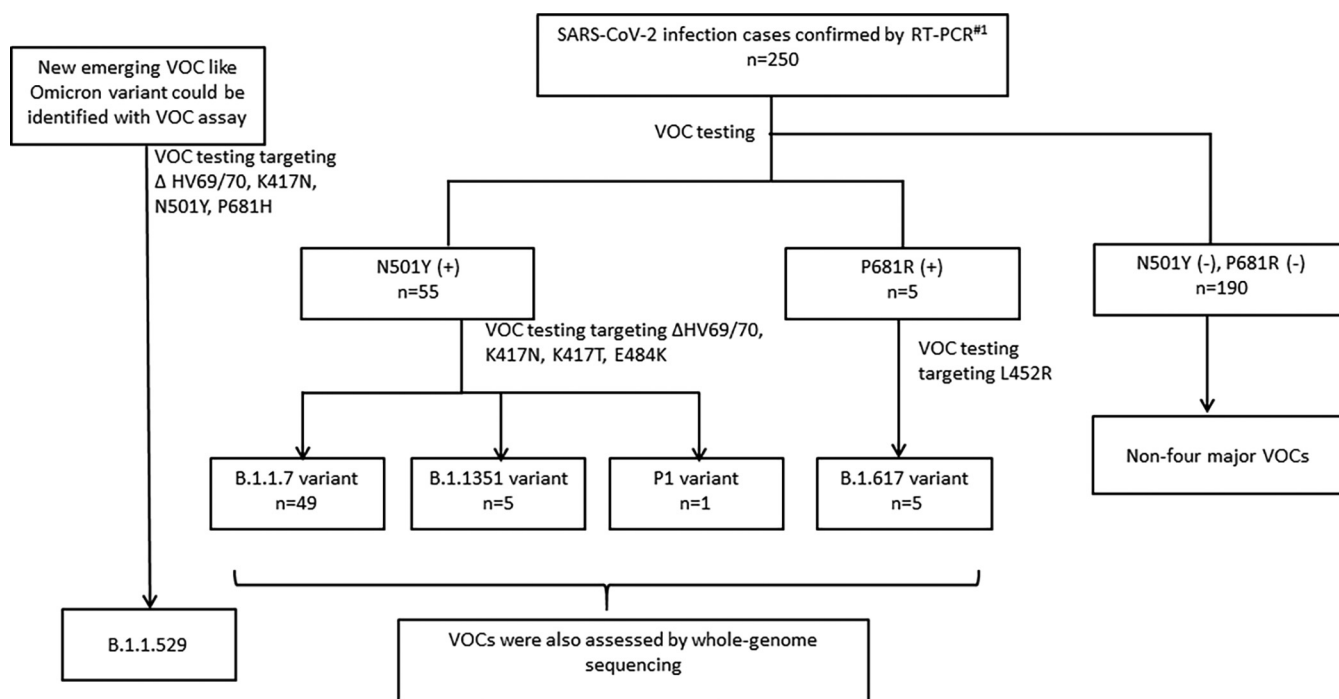 SARS-CoV-2 infection cases confirmed by RT-PCR#1
n=250
New emerging VOC like
Omicron variant could be
identified with VOC assay
VOC testing
VOC testing targeting
Δ HV69/70, K417N,
N501Y, P681H
N501Y (+)
n=55
P681R (+)
n=5
N501Y (-), P681R (-)
n=190
VOC testing targeting ΔHV69/70,
K417N, K417T, E484K
VOC testing
targeting L452R
B.1.1.7 variant
n=49
B.1.1351 variant
n=5
P1 variant
n=1
B.1.617 variant
n=5
Non-four major VOCs
B.1.1.529
VOCs were also assessed by whole-genome
sequencing